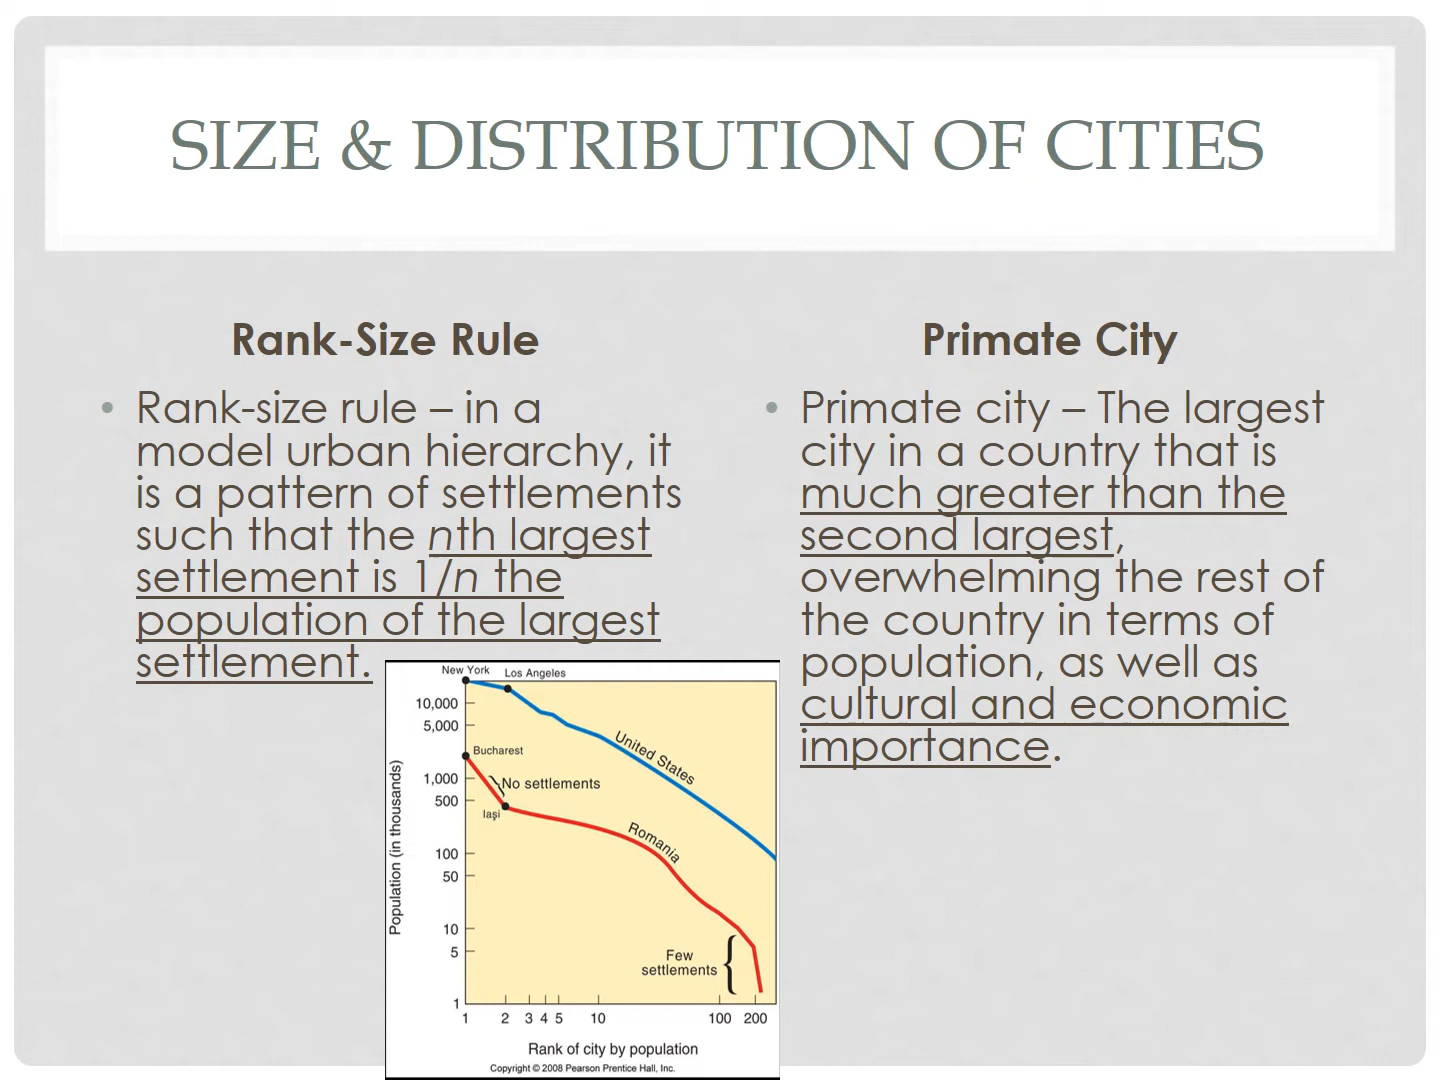 SIZE & DISTRIBUTION OF CITIES
Rank-Size Rule
• Rank-size rule – in a
model urban hierarchy, it
is a pattern of settlements
such that the nth largest
settlement is 1/n the
population of the largest
settlement.
Primate City
• Primate city – The largest
city in a country that is
much greater than the
second largest,
overwhelming the rest of
the country in terms of
population, as well as
cultural and economic
importance.
New York
Los Angeles
10,000
5,000
Bucharest
United States
1,000
No settlements
500
Iaşi
Romania
100
50
10
5
Few
settlements
1
Population (in thousands)
1 2 3 4 5 10 100 200
Rank of city by population
Copyright © 2008 Pearson Prentice Hall, Inc.